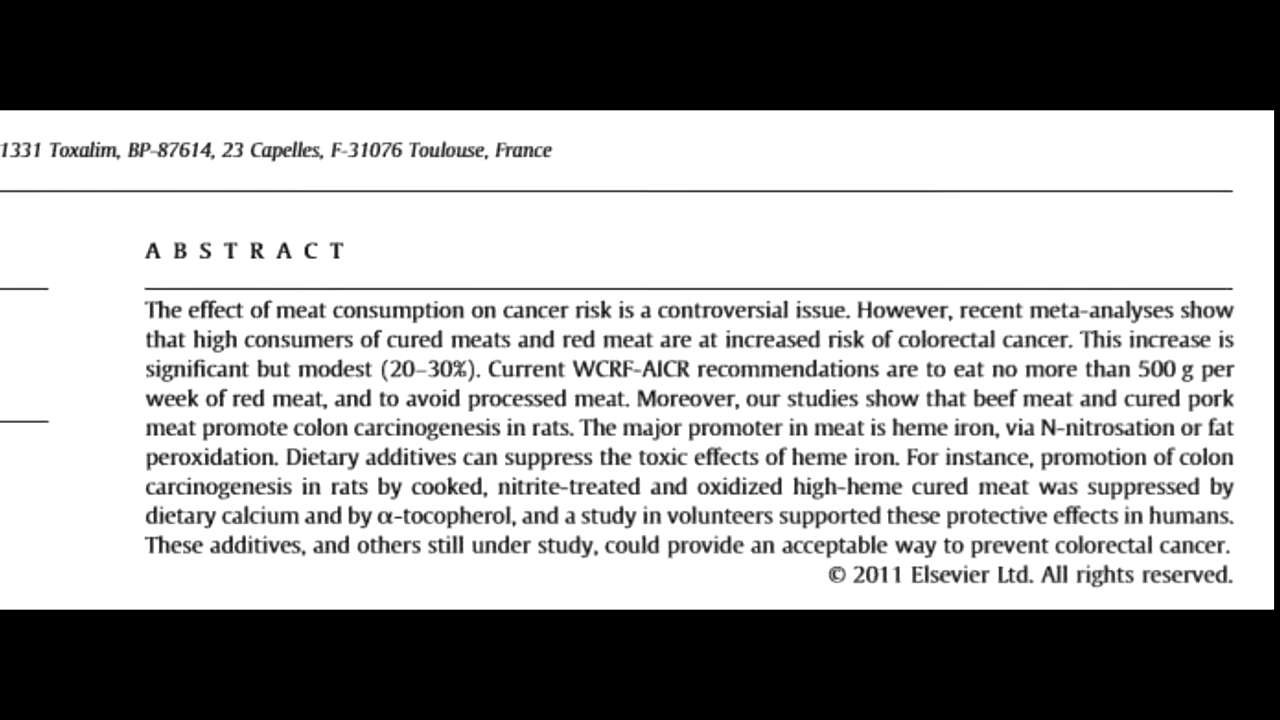 1331 Toxalim, BP-87614, 23 Capelles, F-31076 Toulouse, France
A B S T R A C T
The effect of meat consumption on cancer risk is a controversial issue. However, recent meta-analyses show
that high consumers of cured meats and red meat are at increased risk of colorectal cancer. This increase is
significant but modest (20–30%). Current WCRF-AICR recommendations are to eat no more than 500 g per
week of red meat, and to avoid processed meat. Moreover, our studies show that beef meat and cured pork
meat promote colon carcinogenesis in rats. The major promoter in meat is heme iron, via N-nitrosation or fat
peroxidation. Dietary additives can suppress the toxic effects of heme iron. For instance, promotion of colon
carcinogenesis in rats by cooked, nitrite-treated and oxidized high-heme cured meat was suppressed by
dietary calcium and by α-tocopherol, and a study in volunteers supported these protective effects in humans.
These additives, and others still under study, could provide an acceptable way to prevent colorectal cancer.
© 2011 Elsevier Ltd. All rights reserved.